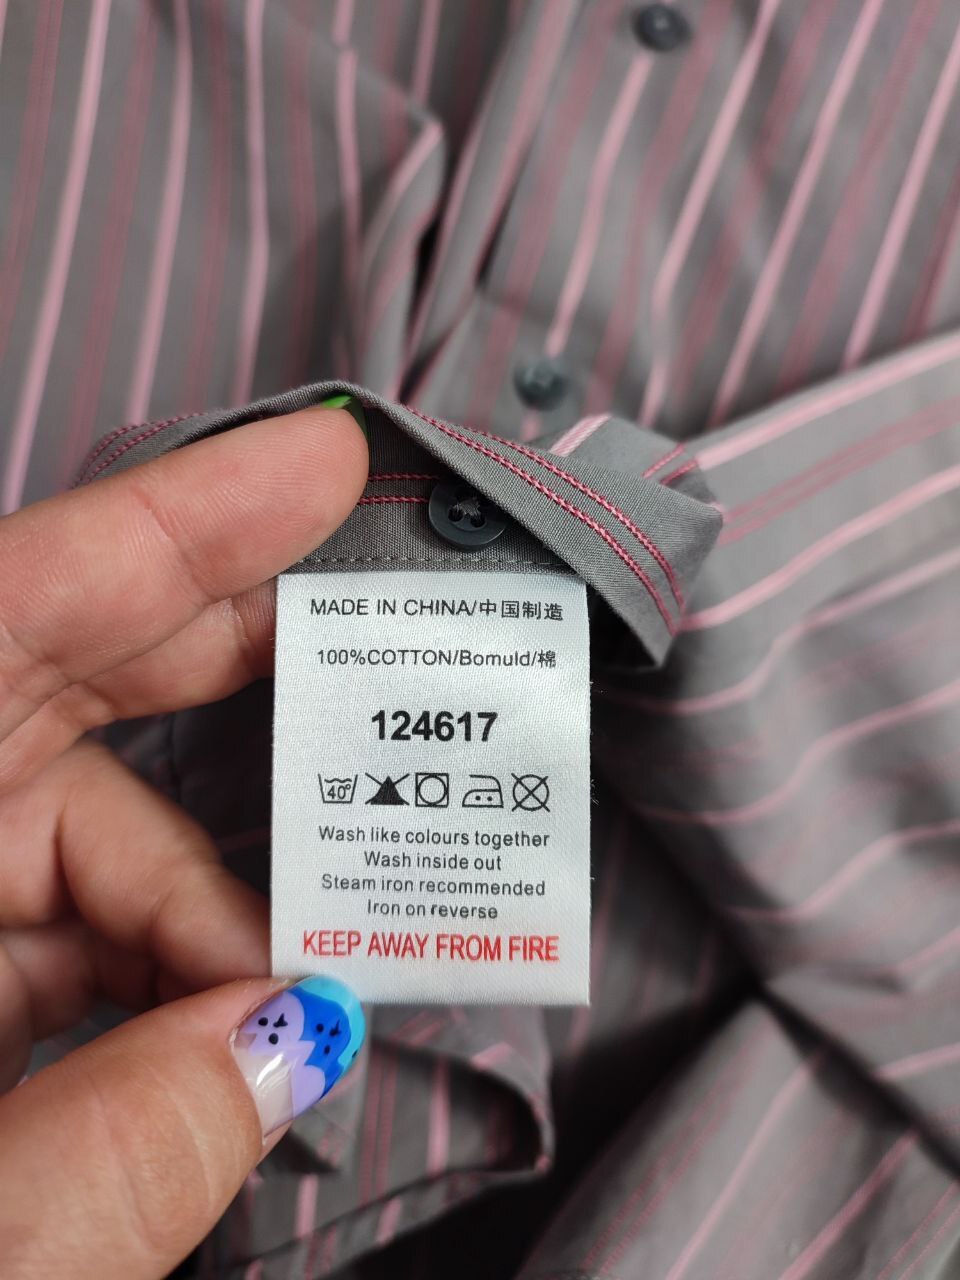 MADE IN CHINA/中国制造
100%COTTON/Bomuld/棉
124617
40°
Wash like colours together
Wash inside out
Steam iron recommended
Iron on reverse
KEEP AWAY FROM FIRE